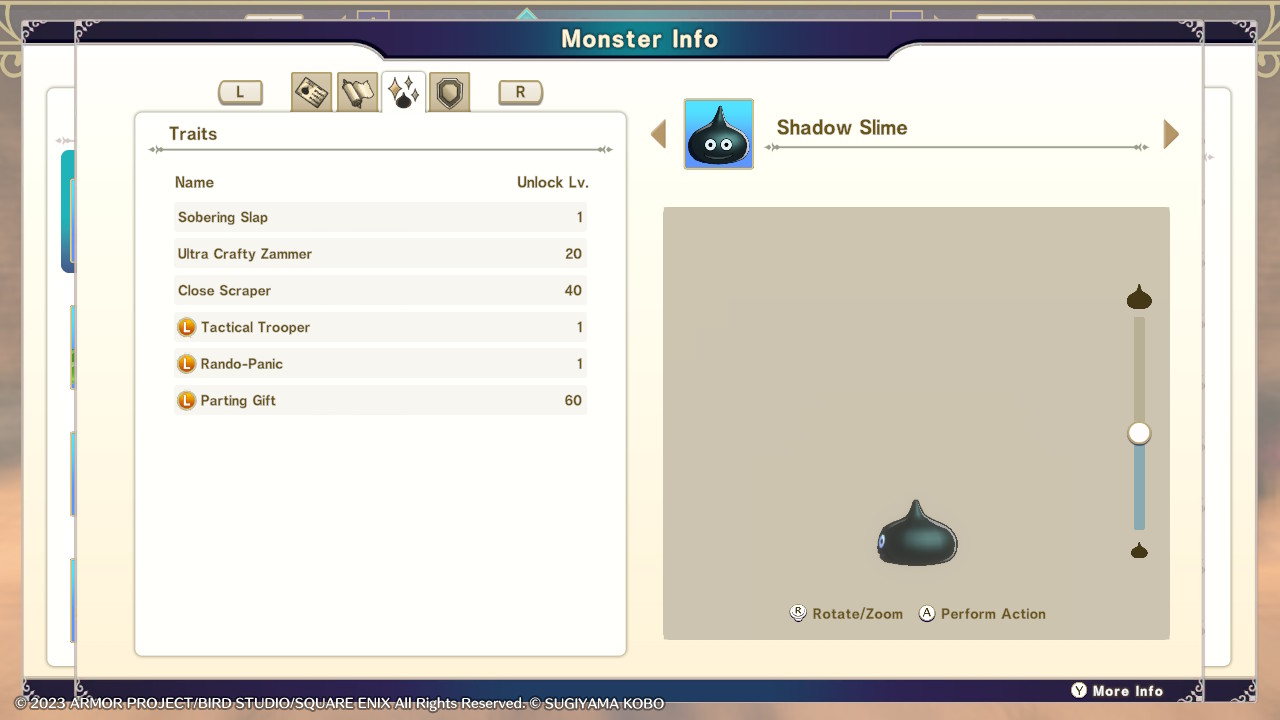 Monster Info
L
R
Traits
Name Unlock Lv.
Sobering Slap 1
Ultra Crafty Zammer 20
Close Scraper 40
L Tactical Trooper 1
L Rando-Panic 1
L Parting Gift 60
Shadow Slime
R Rotate/Zoom A Perform Action
Y More Info
© 2023 ARMOR PROJECT/BIRD STUDIO/SQUARE ENIX All Rights Reserved. © SUGIYAMA KOBO